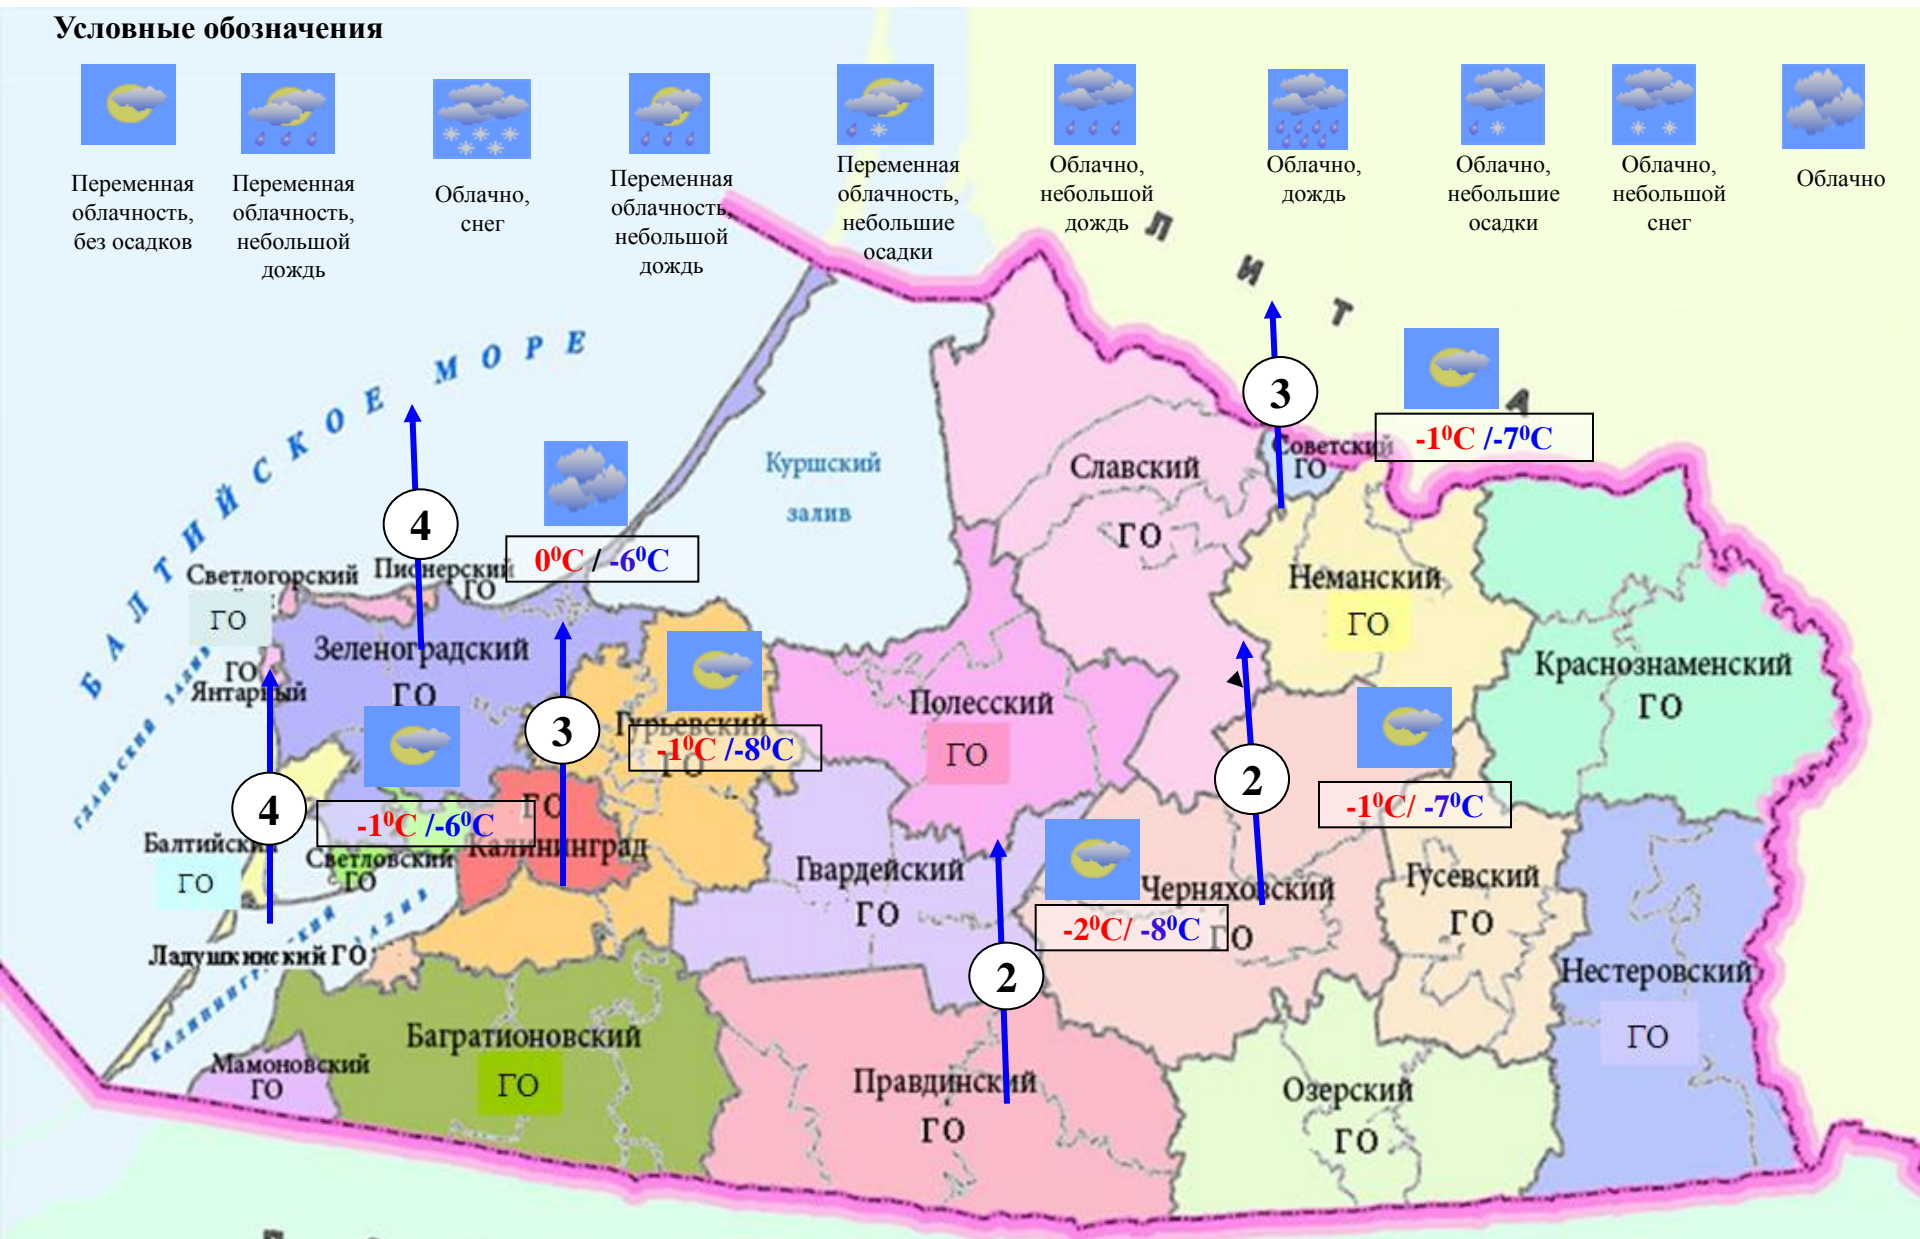 Условные обозначения
Переменная
облачность,
без осадков
Переменная
облачность,
небольшой
дождь
Облачно,
снег
Переменная
облачность,
небольшой
дождь
Переменная
облачность,
небольшие
осадки
Облачно,
небольшой
дождь
Облачно,
дождь
Облачно,
небольшие
осадки
Облачно,
небольшой
снег
Облачно
ЛИТВА
БАЛТИЙСКОЕ МОРЕ
Куршский
залив
3
-1⁰C /-7⁰C
Советский
ГО
Славский
ГО
4
0⁰C / -6⁰C
Светлогорский
ГО
Пионерский
ГО
Неманский
ГО
Зеленоградский
ГО
ГО
Янтарный
Краснознаменский
ГО
Полесский
ГО
Гурьевский
ГО
-1⁰C /-8⁰C
3
2
-1⁰C/ -7⁰C
4
-1⁰C /-6⁰C
ГО
Калининград
Балтийский
ГО
Светловский
ГО
Гвардейский
ГО
Черняховский
ГО
-2⁰C/ -8⁰C
Гусевский
ГО
Ладушкинский ГО
2
Нестеровский
ГО
Багратионовский
ГО
Мамоновский
ГО
Правдинский
ГО
Озерский
ГО